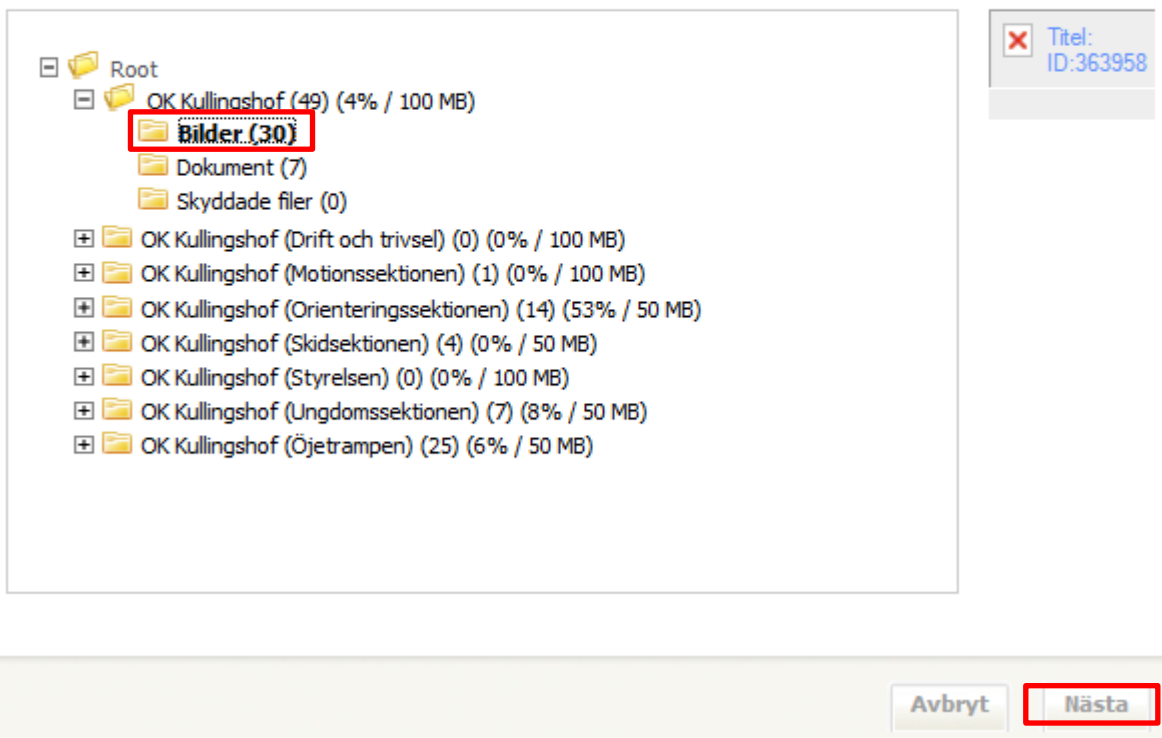 Root
OK Kullingshof (49) (4% / 100 MB)
Bilder (30)
Dokument (7)
Skyddade filer (0)
OK Kullingshof (Drift och trivsel) (0) (0% / 100 MB)
OK Kullingshof (Motionssektionen) (1) (0% / 100 MB)
OK Kullingshof (Orienteringssektionen) (14) (53% / 50 MB)
OK Kullingshof (Skidsektionen) (4) (0% / 50 MB)
OK Kullingshof (Styrelsen) (0) (0% / 100 MB)
OK Kullingshof (Ungdomssektionen) (7) (8% / 50 MB)
OK Kullingshof (Öjetrampen) (25) (6% / 50 MB)
Titel:
ID:363958
Avbryt
Nästa